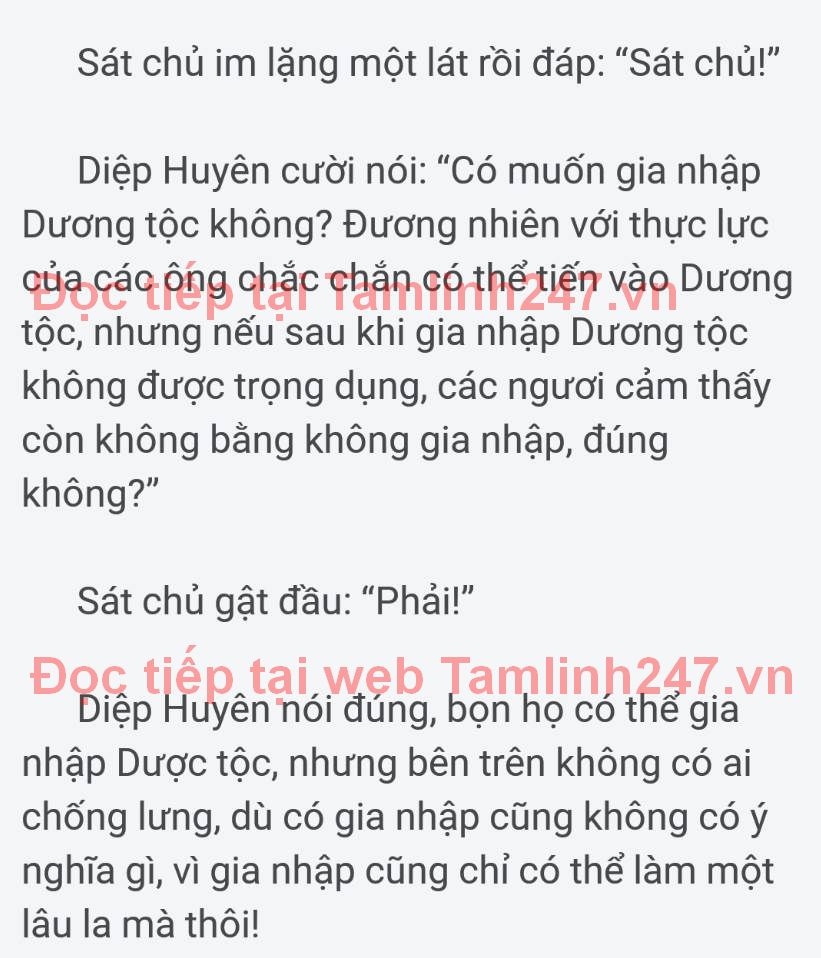 Sát chủ im lặng một lát rồi đáp: “Sát chủ!”
Diệp Huyên cười nói: “Có muốn gia nhập
Dương tộc không? Đương nhiên với thực lực
của các ông chắc chắn có thể tiến vào Dương
Đọc tiếp tại Tamlinh247.vn
tộc, nhưng nếu sau khi gia nhập Dương tộc
không được trọng dụng, các ngươi cảm thấy
còn không bằng không gia nhập, đúng
không?”
Sát chủ gật đầu: “Phải!”
Đọc tiếp tại web Tamlinh247.vn
Diệp Huyên nói đúng, bọn họ có thể gia
nhập Dược tộc, nhưng bên trên không có ai
chống lưng, dù có gia nhập cũng không có ý
nghĩa gì, vì gia nhập cũng chỉ có thể làm một
lâu la mà thôi!